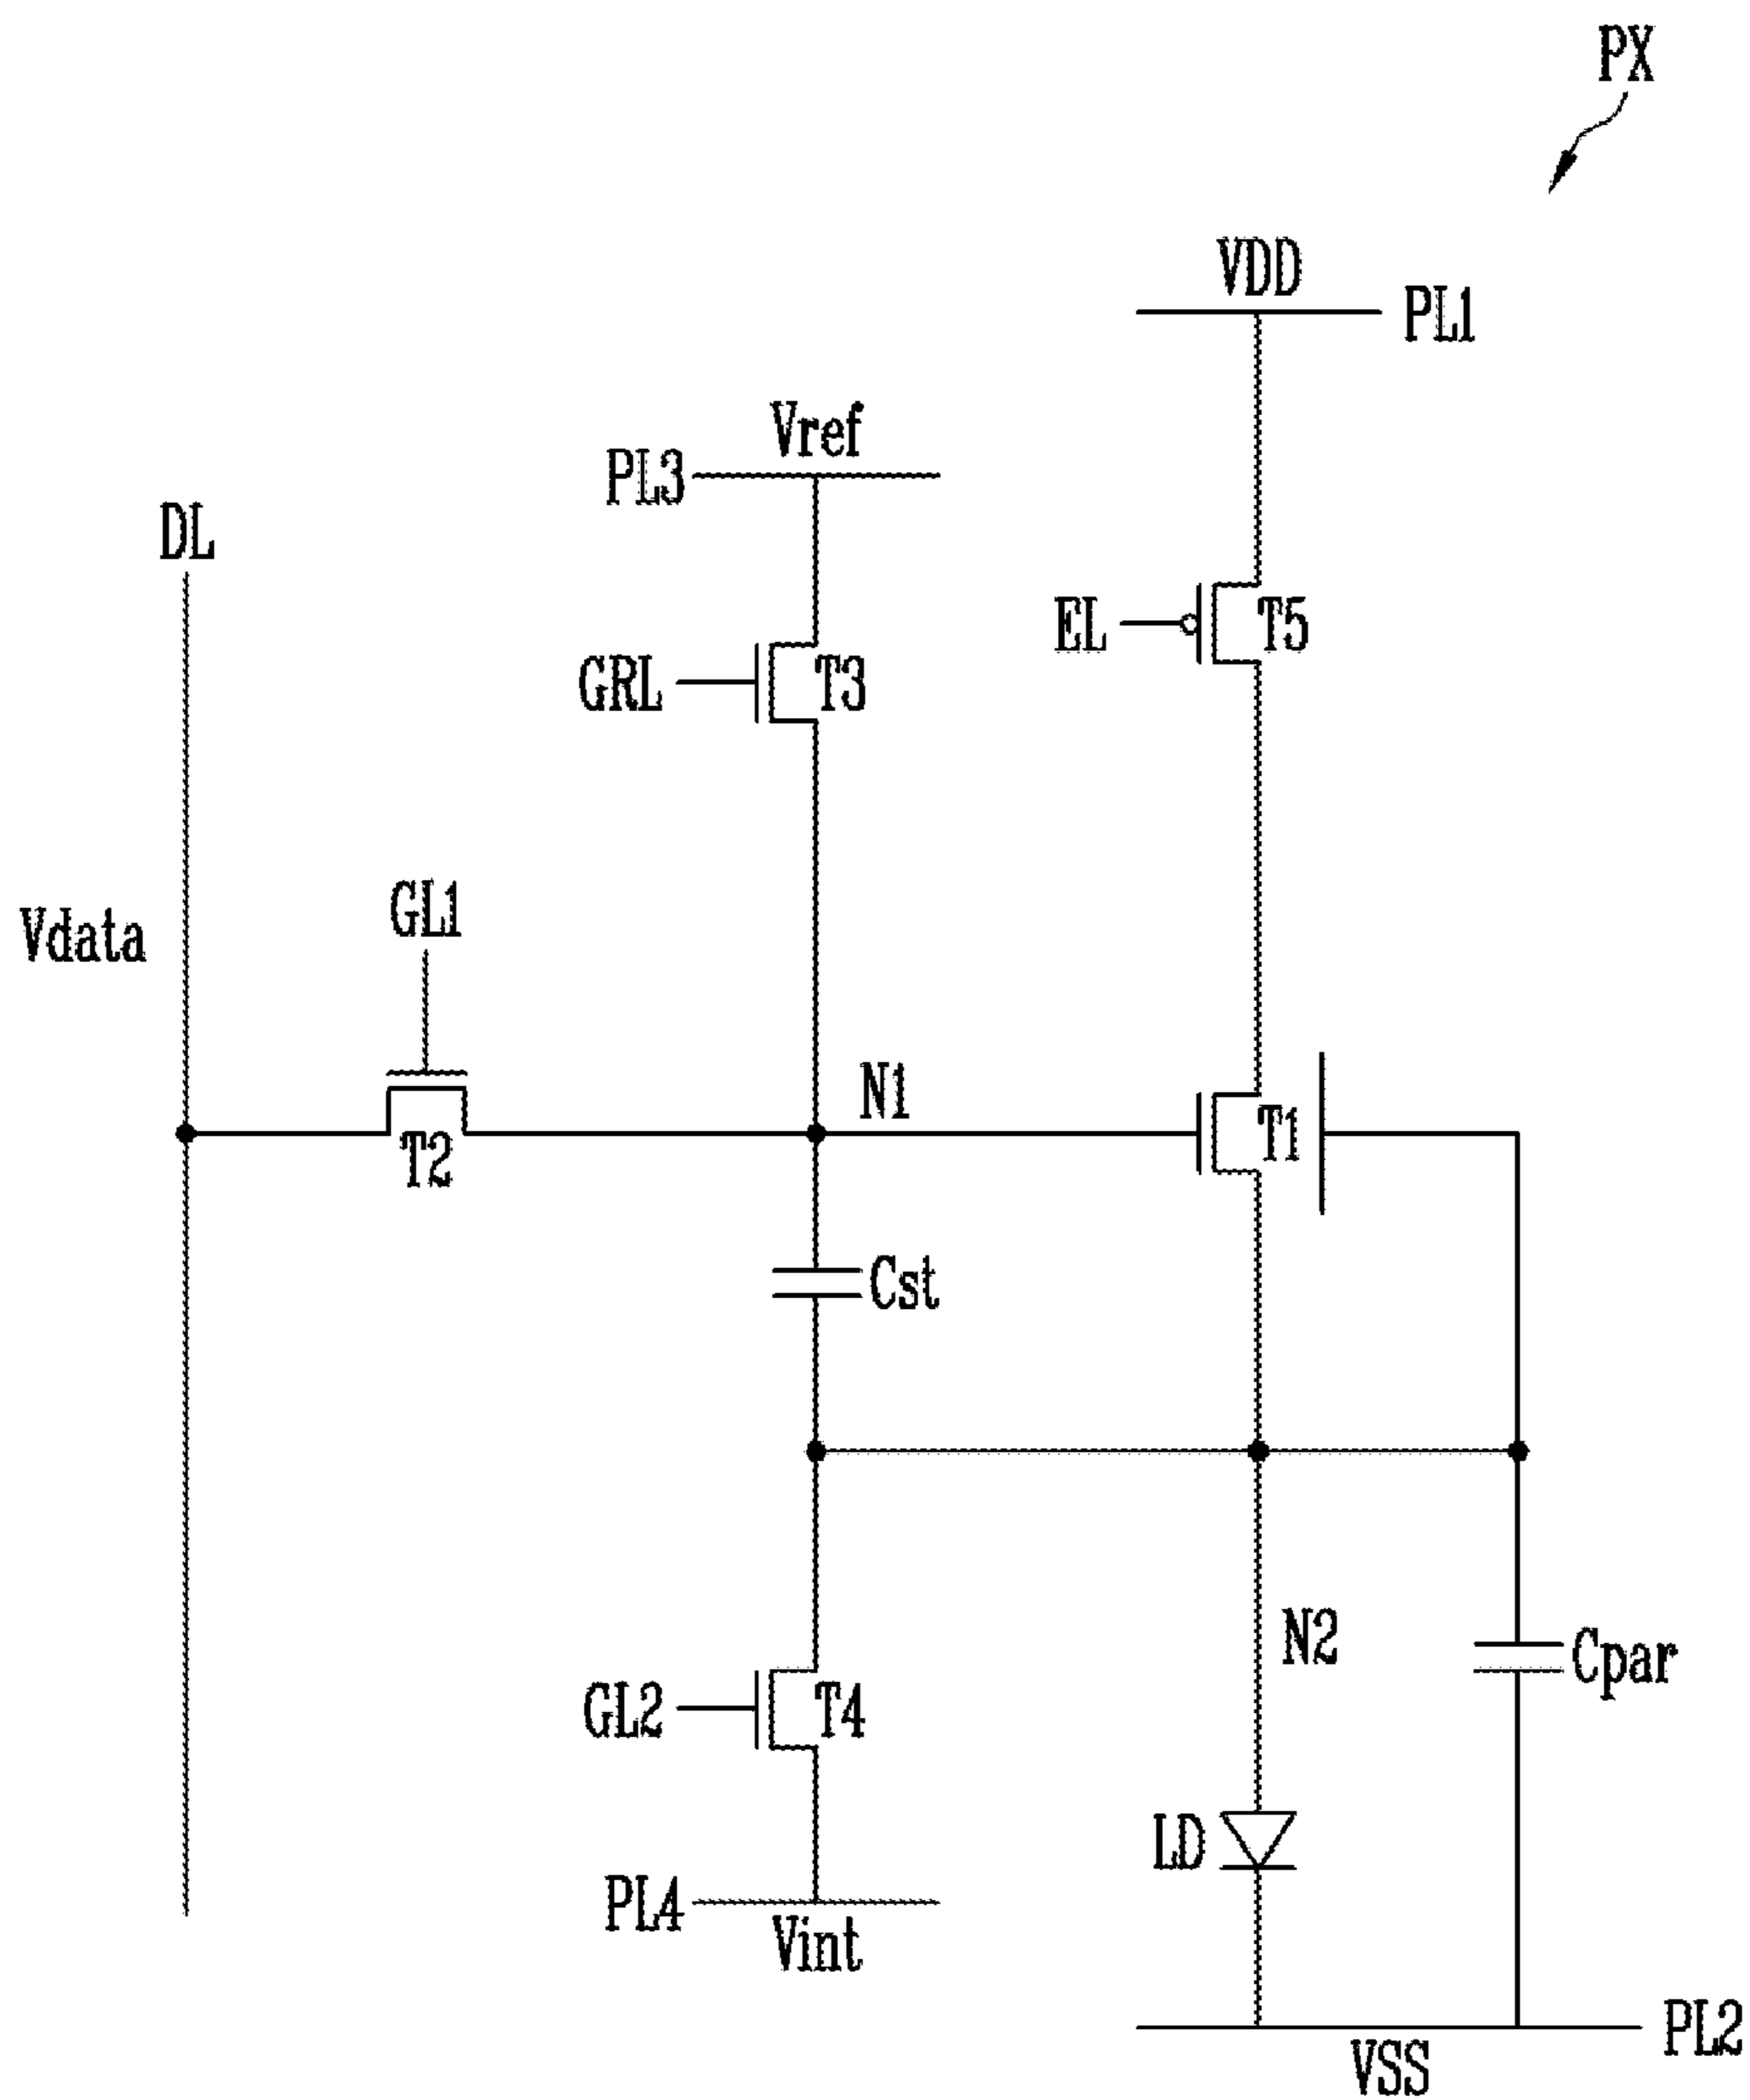 PX
VDD
PL1
Vref
PL3
DL
EL
T5
GRL
T3
GL1
Vdata
N1
T1
T2
Cst
N2
Cpar
GL2
T4
LD
PL4
Vint
PL2
VSS